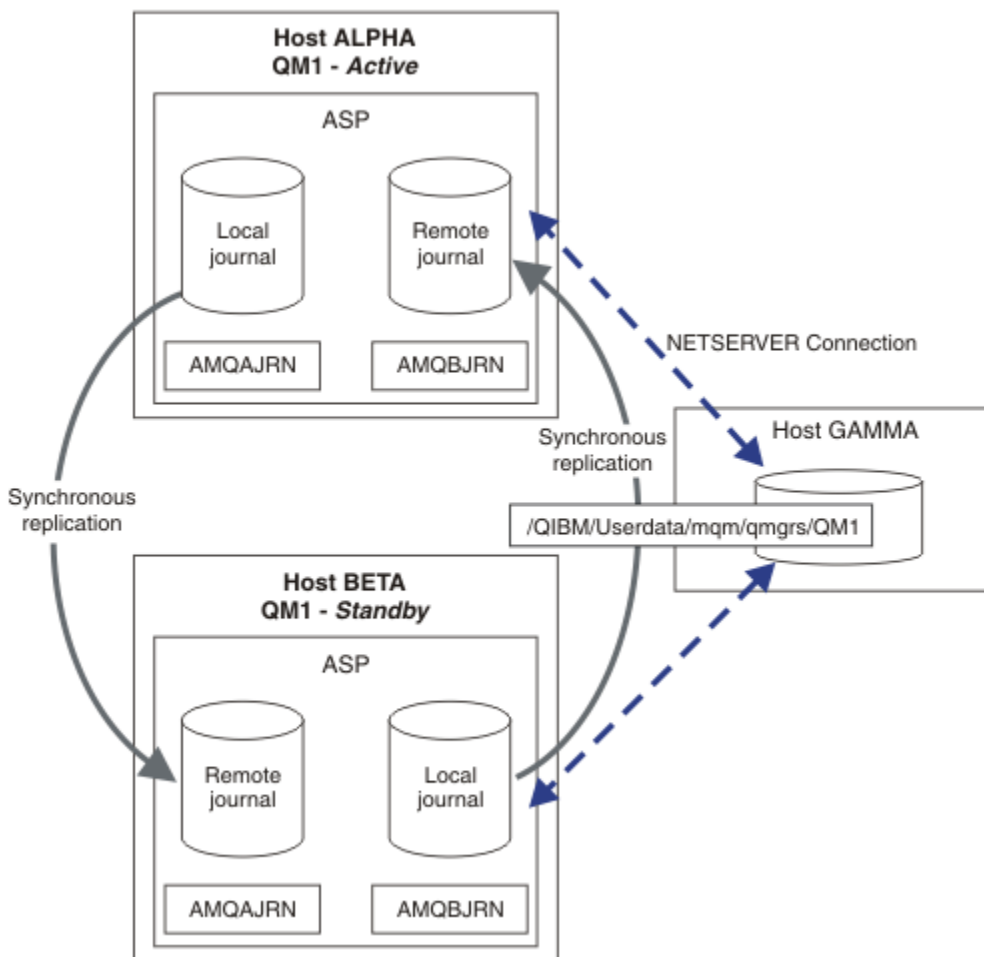 Host ALPHA
QM1 - Active
ASP
Local
journal
Remote
journal
AMQAJRN
AMQBJRN
NETSERVER Connection
Host GAMMA
/QIBM/Userdata/mqm/qmgrs/QM1
Synchronous
replication
Synchronous
replication
Host BETA
QM1 - Standby
ASP
Remote
journal
Local
journal
AMQAJRN
AMQBJRN